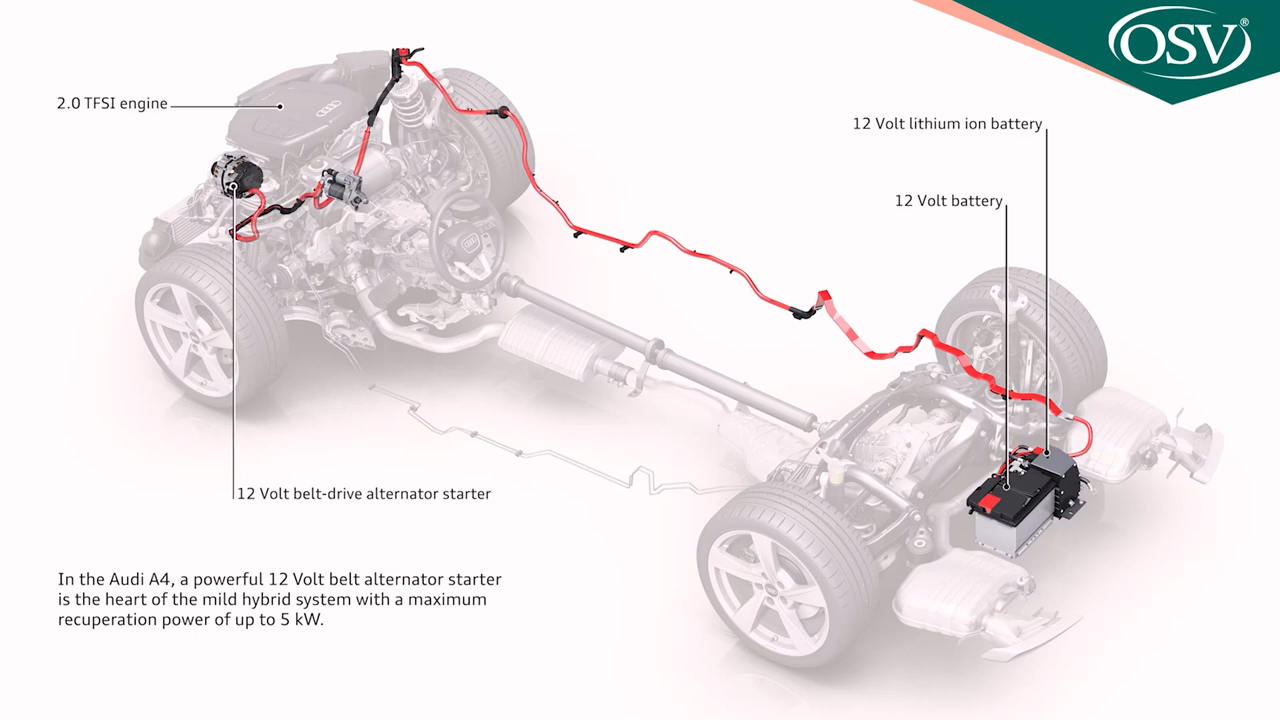 OSV®
2.0 TFSI engine
12 Volt lithium ion battery
12 Volt battery
12 Volt belt-drive alternator starter
In the Audi A4, a powerful 12 Volt belt alternator starter
is the heart of the mild hybrid system with a maximum
recuperation power of up to 5 kW.